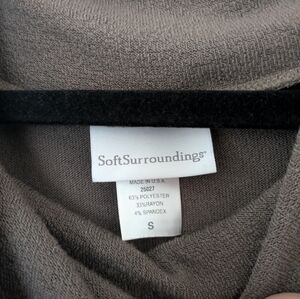 SoftSurroundings®
MADE IN U.S.A.
25027
63% POLYESTER
33%RAYON
4% SPANDEX
S